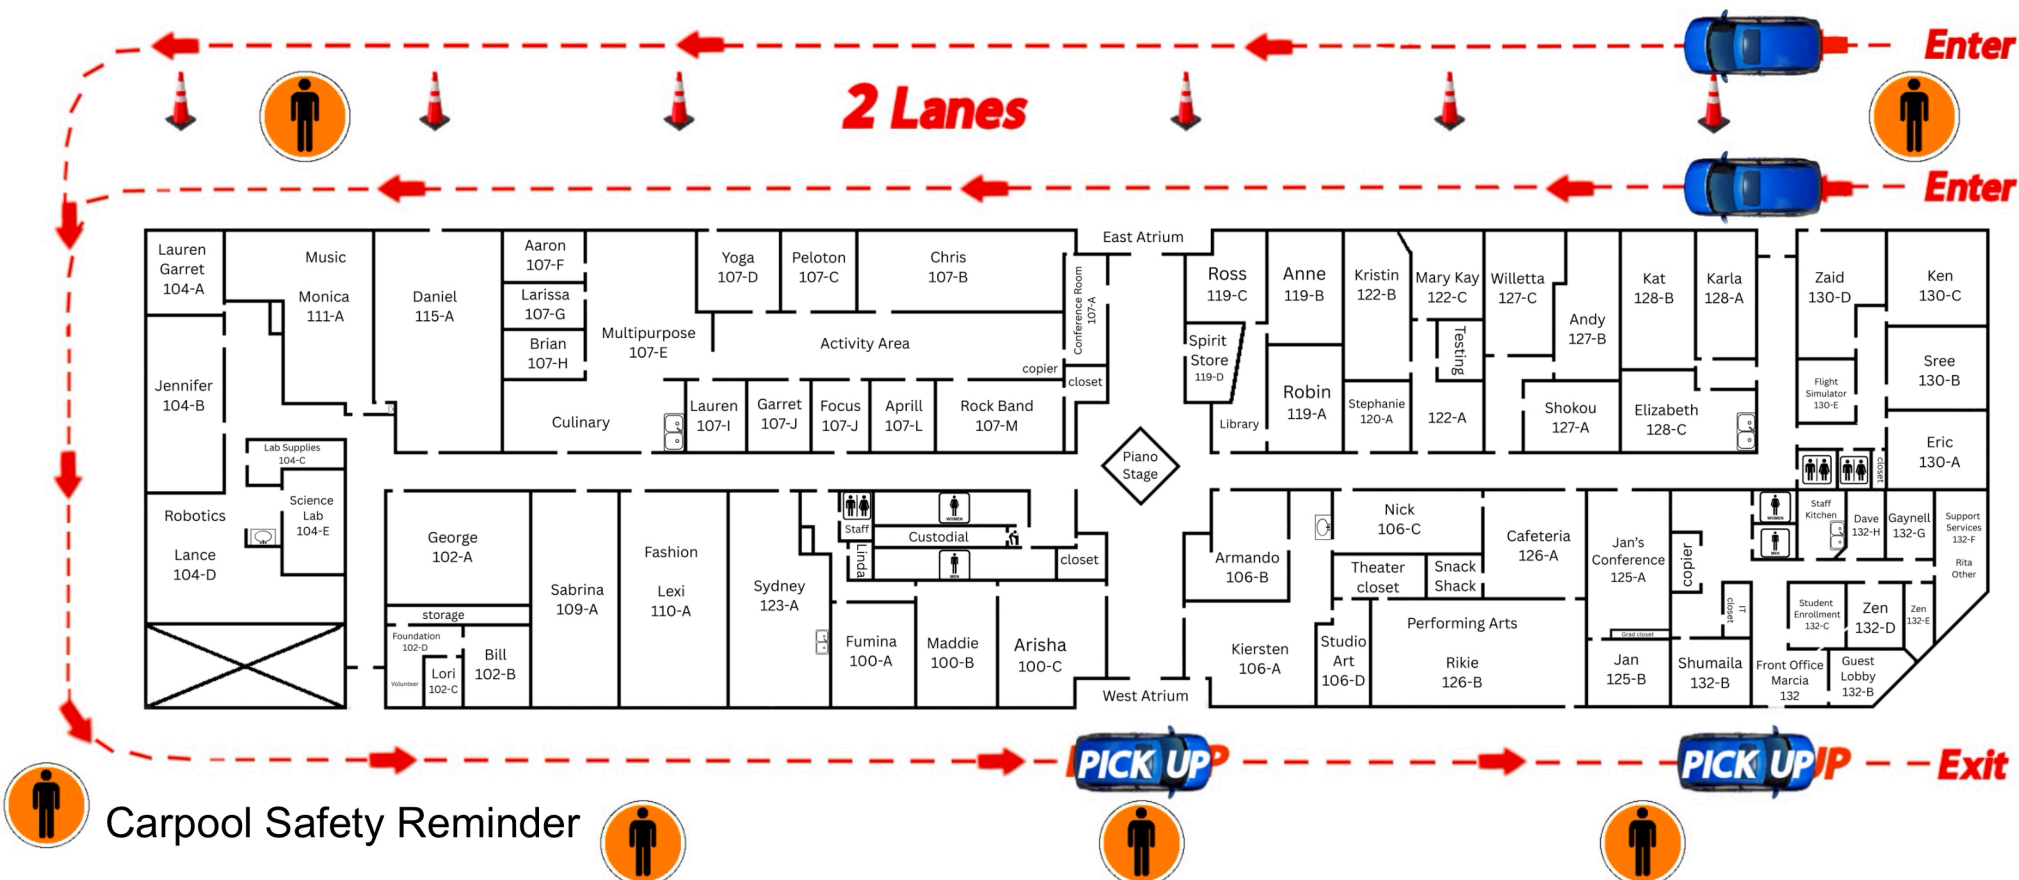 Enter
2 Lanes
Enter
East Atrium
Lauren
Garret
104-A
Music
Monica
111-A
Daniel
115-A
Aaron
107-F
Larissa
107-G
Brian
107-H
Multipurpose
107-E
Yoga
107-D
Peloton
107-C
Chris
107-B
Conference Room
107-A
Activity Area
copier
closet
Jennifer
104-B
Culinary
Lauren
107-I
Garret
107-J
Focus
107-J
Aprill
107-L
Rock Band
107-M
Ross
119-C
Anne
119-B
Spirit
Store
119-D
Library
Robin
119-A
Kristin
122-B
Mary Kay
122-C
Testing
Stephanie
120-A
122-A
Willetta
127-C
Andy
127-B
Shokou
127-A
Kat
128-B
Karla
128-A
Elizabeth
128-C
Zaid
130-D
Flight
Simulator
130-E
Ken
130-C
Sree
130-B
Eric
130-A
closet
Piano
Stage
Lab Supplies
104-C
Science
Lab
104-E
Robotics
Lance
104-D
George
102-A
storage
Foundation
102-D
Volunteer
Lori
102-C
Bill
102-B
Sabrina
109-A
Fashion
Lexi
110-A
Sydney
123-A
Staff
Linda
WOMEN
Custodial
MEN
closet
Fumina
100-A
Maddie
100-B
Arisha
100-C
West Atrium
Armando
106-B
Kiersten
106-A
Nick
106-C
Theater
closet
Snack
Shack
Studio
Art
106-D
Performing Arts
Rikie
126-B
Cafeteria
126-A
Jan's
Conference
125-A
Grad closet
Jan
125-B
copier
IT
closet
Shumaila
132-B
WOMEN
MEN
Staff
Kitchen
Dave
132-H
Gaynell
132-G
Support
Services
132-F
Rita
Other
Student
Enrollment
132-C
Zen
132-D
Zen
132-E
Front Office
Marcia
132
Guest
Lobby
132-B
PICK UP
PICK UP
Exit
Carpool Safety Reminder